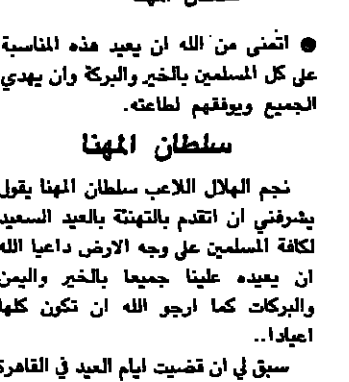 ● اتمنى من الله ان يعيد هذه المناسبة
على كل المسلمين بالخير والبركة وان يهدي
الجميع ويوفقهم لطاعته.
سلطان المهنا
نجم الهلال اللاعب سلطان المهنا يقول
يشرفني ان اتقدم بالتهنئة بالعيد السعيد
لكافة المسلمين على وجه الارض داعيا الله
ان يعيده علينا جميعا بالخير واليمن
والبركات كما ارجو الله ان تكون كلها
اعيادا..
سبق لي ان قضيت ايام العيد في